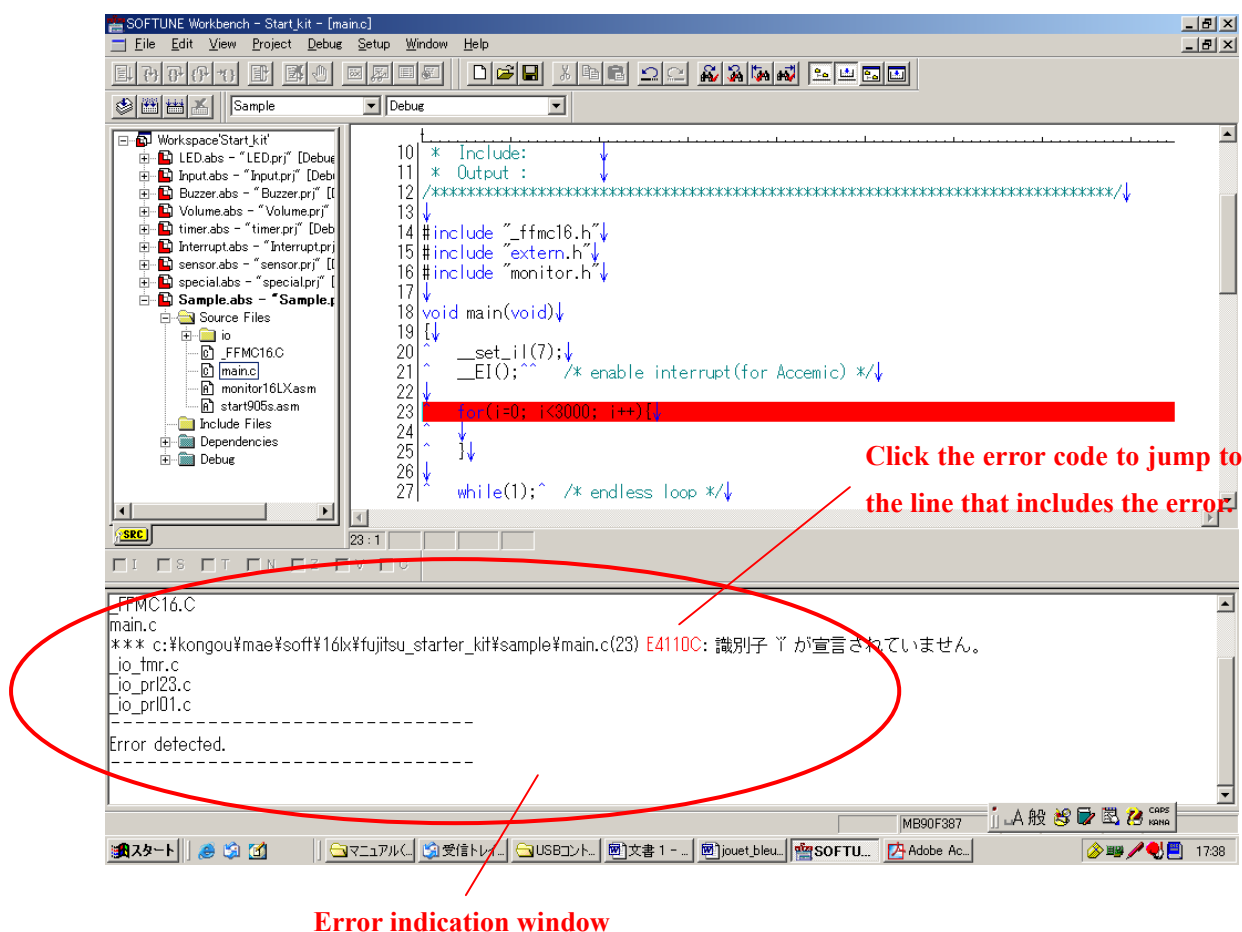 SOFTUNE Workbench - Start_kit - [main.c]
File Edit View Project Debug Setup Window Help
Sample Debug
Workspace'Start_kit'
LED.abs - "LED.prj" [Debug
Input.abs - "Input.prj" [Deb
Buzzer.abs - "Buzzer.prj" [
Volume.abs - "Volume.prj"
timer.abs - "timer.prj" [Deb
Interrupt.abs - "Interrupt.prj
sensor.abs - "sensor.prj" [
special.abs - "special.prj" [
Sample.abs - "Sample.p
Source Files
io
_FFMC16.C
main.c
monitor16LX.asm
start905s.asm
Include Files
Dependencies
Debug
SRC
10 * Include: ↓
11 * Output : ↓
12 /******************************************************************************/↓
13 ↓
14 #include "_ffmc16.h"↓
15 #include "extern.h"↓
16 #include "monitor.h"↓
17 ↓
18 void main(void)↓
19 {↓
20 ^ __set_il(7);↓
21 ^ __EI();^^ /* enable interrupt(for Accemic) */↓
22 ↓
23 for(i=0; i<3000; i++){↓
24 ^ ↓
25 ^ }↓
26 ↓
27 ^ while(1);^ /* endless loop */↓
Click the error code to jump to
the line that includes the error.
23 : 1
I S T N Z V C
_FFMC16.C
main.c
*** c:¥kongou¥mae¥soft¥16lx¥fujitsu_starter_kit¥sample¥main.c(23) E4110C: 識別子 `i' が宣言されていません。
_io_tmr.c
_io_prl23.c
_io_prl01.c
-------------------------------
Error detected.
-------------------------------
MB90F387
A 般 CAPS KANA
スタート マニュアル(... 受信トレイ... USBコント... 文書 1 - ... jouet_bleu... SOFTU... Adobe Ac... 17:38
Error indication window